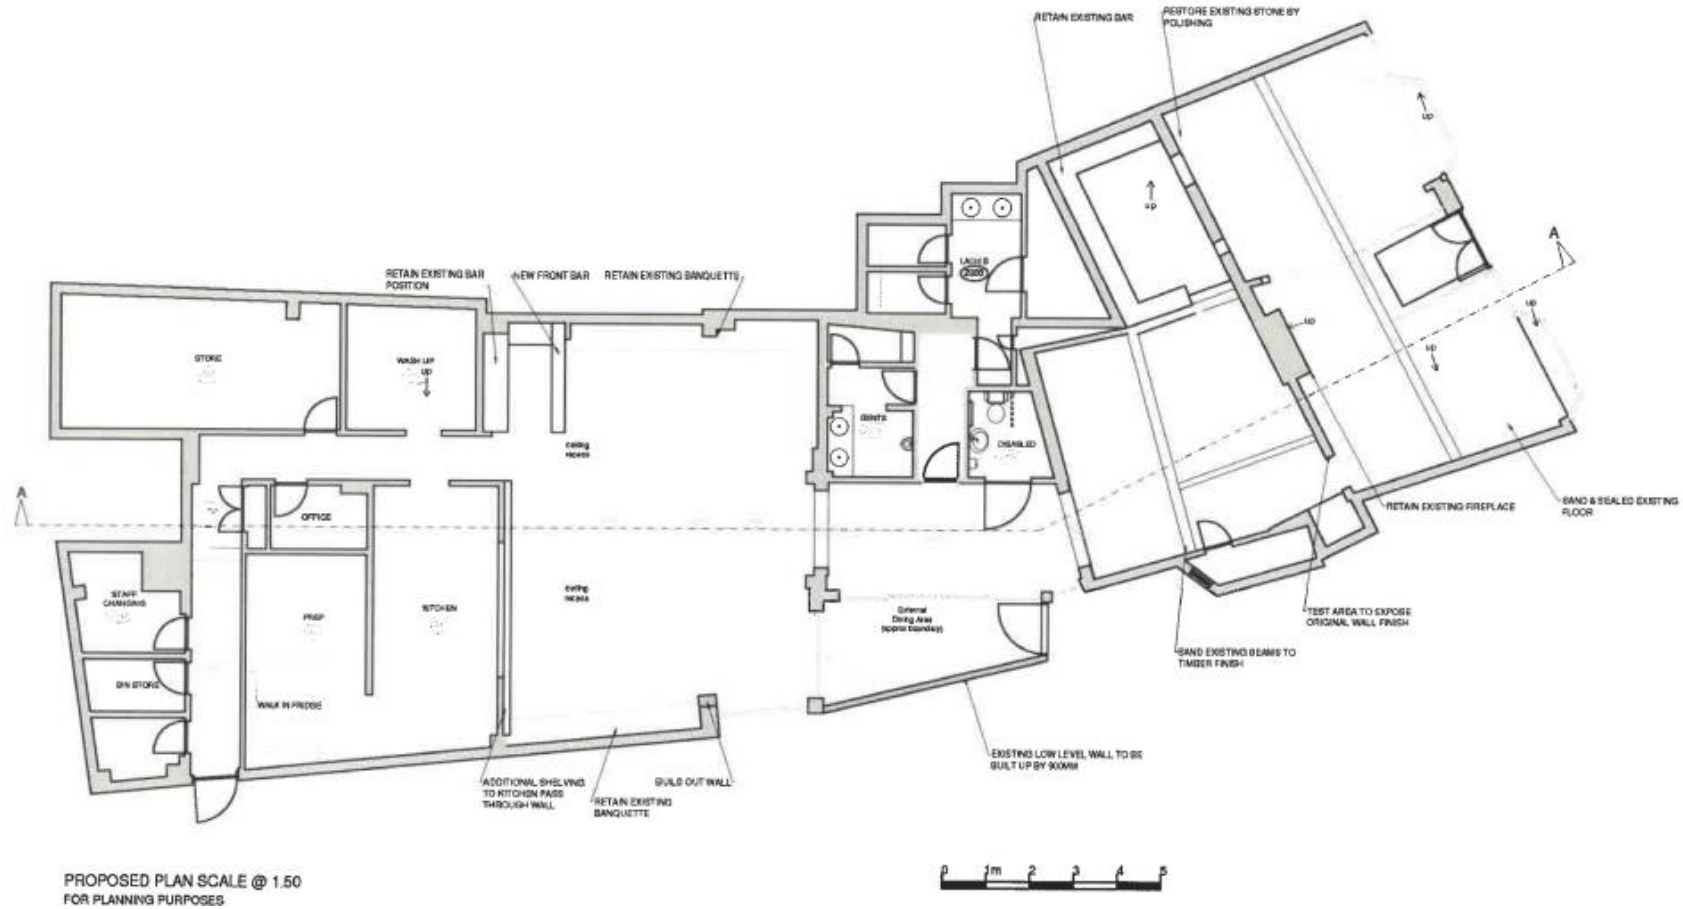 RETAIN EXISTING BAR
RESTORE EXISTING STONE BY
POLISHING
up
up
A
RETAIN EXISTING BAR
POSITION
NEW FRONT BAR
RETAIN EXISTING BANQUETTE
LADIES
up
up
up
up
STORE
WASH UP
up
ceiling
recess
GENTS
DISABLED
A
OFFICE
SAND & SEALED EXISTING
FLOOR
RETAIN EXISTING FIREPLACE
STAFF
CHANGING
PREP
KITCHEN
ceiling
recess
External
Dining Area
(approx boundary)
TEST AREA TO EXPOSE
ORIGINAL WALL FINISH
SAND EXISTING BEAMS TO
TIMBER FINISH
BIN STORE
WALK IN FRIDGE
EXISTING LOW LEVEL WALL TO BE
BUILT UP BY 900MM
ADDITIONAL SHELVING
TO KITCHEN PASS
THROUGH WALL
BUILD OUT WALL
RETAIN EXISTING
BANQUETTE
0 1m 2 3 4 5
PROPOSED PLAN SCALE @ 1.50
FOR PLANNING PURPOSES